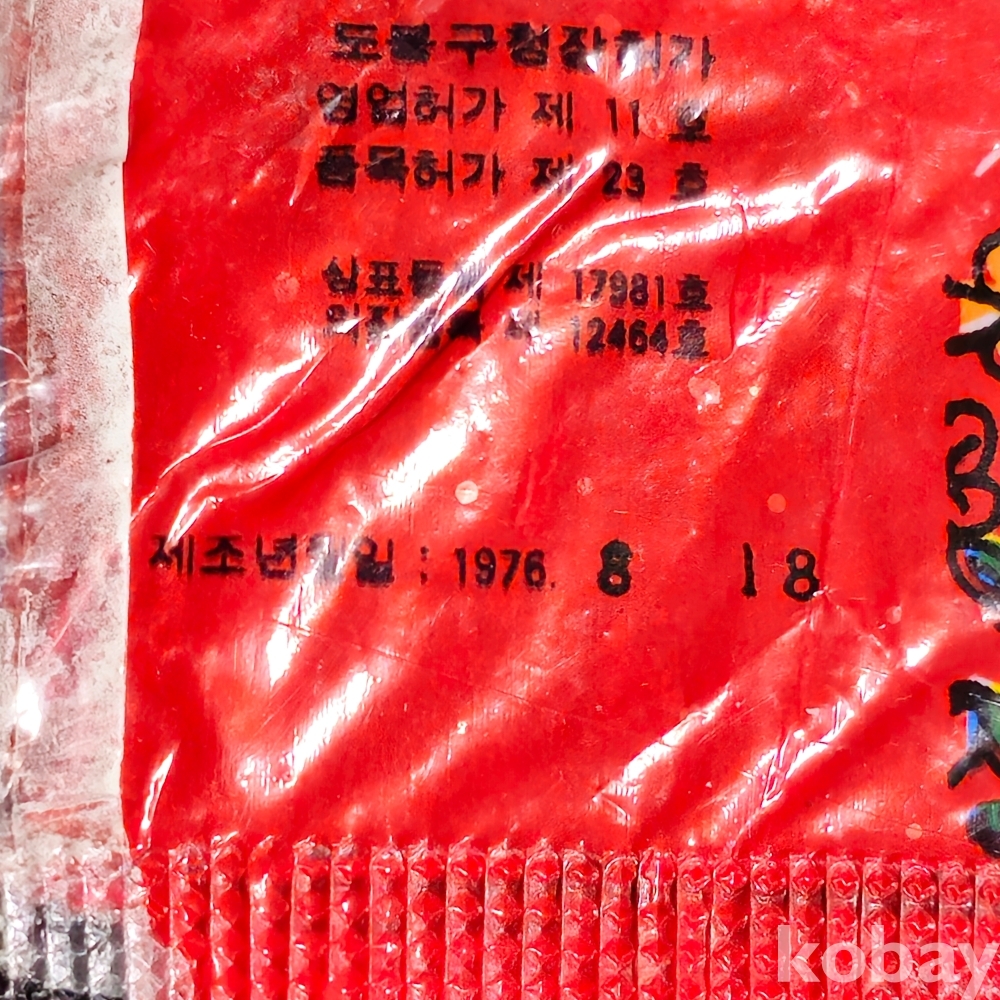 도봉구청장허가
영업허가 제 11 호
품목허가 제 23 호
제 17981호
제 12464호
제조년월일 : 1976. 8 18
kobay